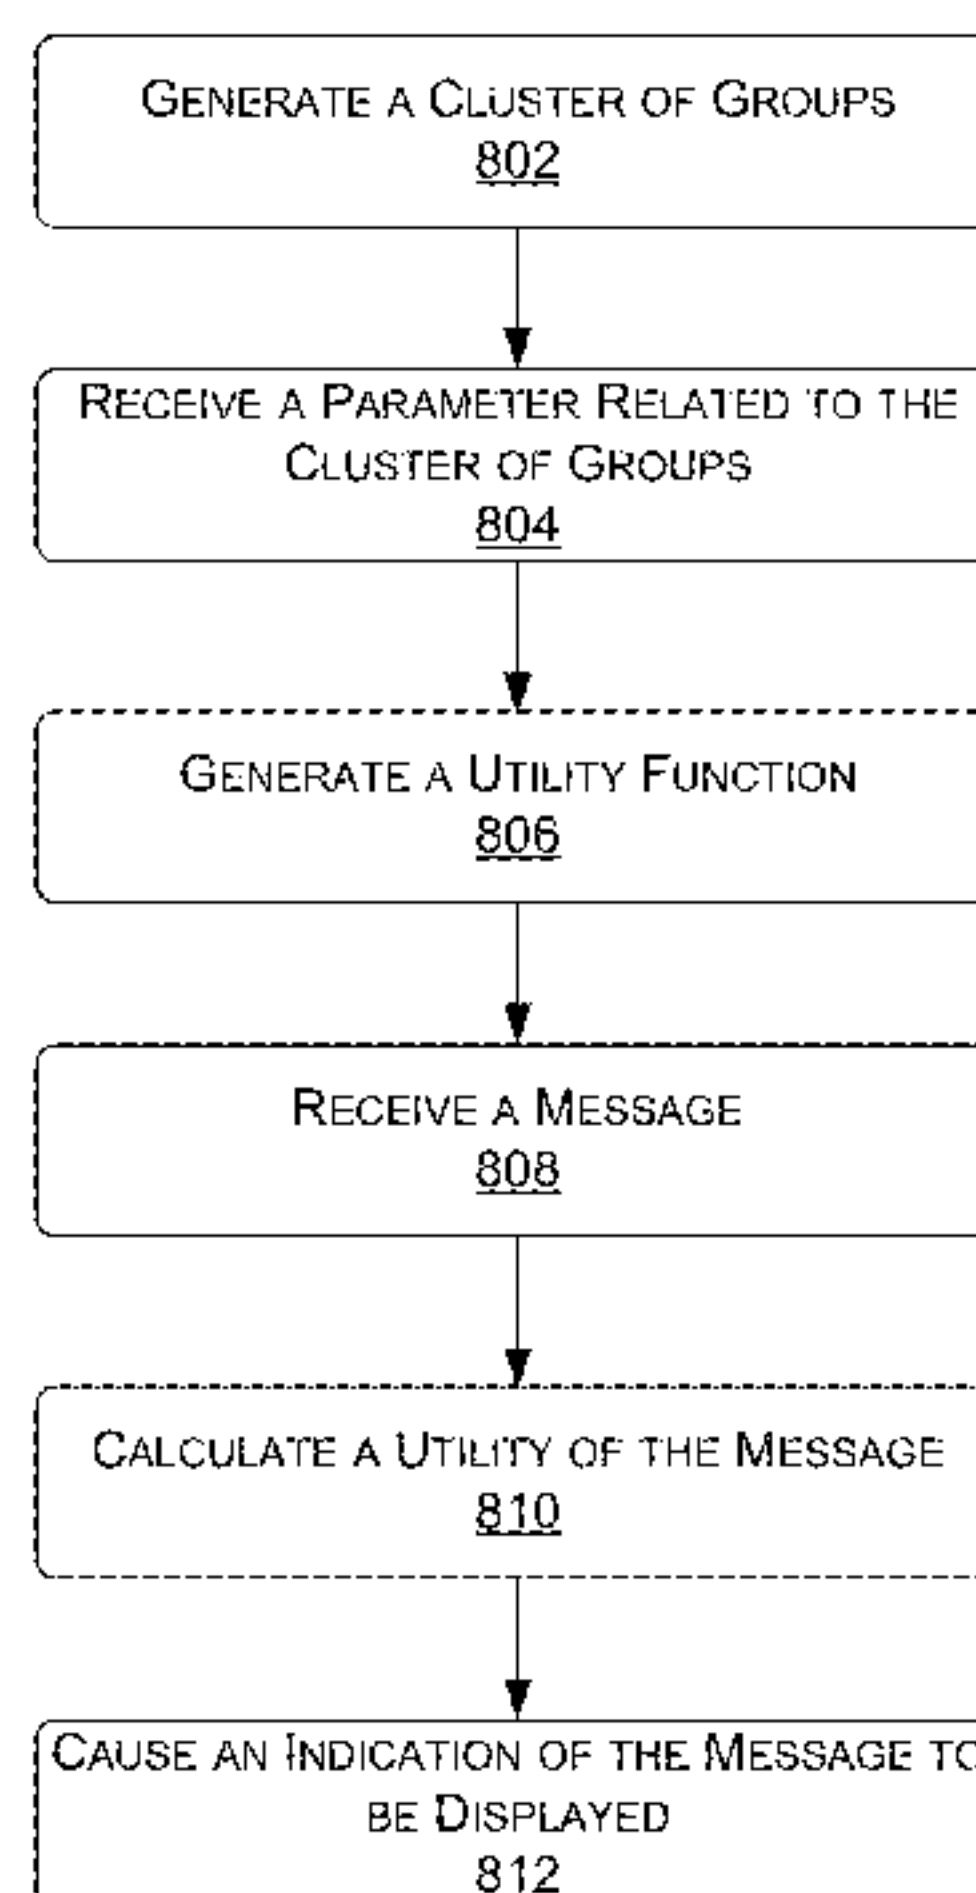 GENERATE A CLUSTER OF GROUPS
802
RECEIVE A PARAMETER RELATED TO THE
CLUSTER OF GROUPS
804
GENERATE A UTILITY FUNCTION
806
RECEIVE A MESSAGE
808
CALCULATE A UTILITY OF THE MESSAGE
810
CAUSE AN INDICATION OF THE MESSAGE TO
BE DISPLAYED
812